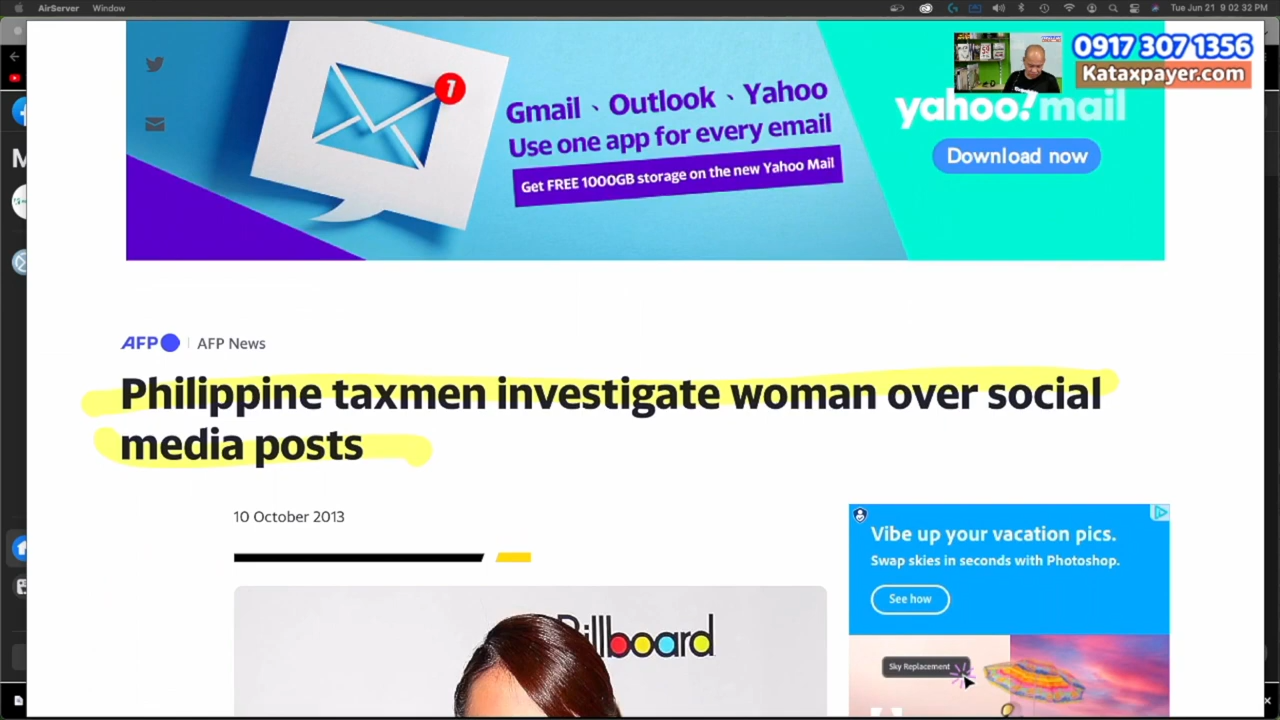 AirServer Window
Tue Jun 21 9:02:32 PM
0917 307 1356
Kataxpayer.com
7
Gmail、Outlook、Yahoo
Use one app for every email
Get FREE 1000GB storage on the new Yahoo Mail
yahoo!mail
Download now
M
AFP AFP News
Philippine taxmen investigate woman over social
media posts
10 October 2013
Billboard
Vibe up your vacation pics.
Swap skies in seconds with Photoshop.
See how
Sky Replacement